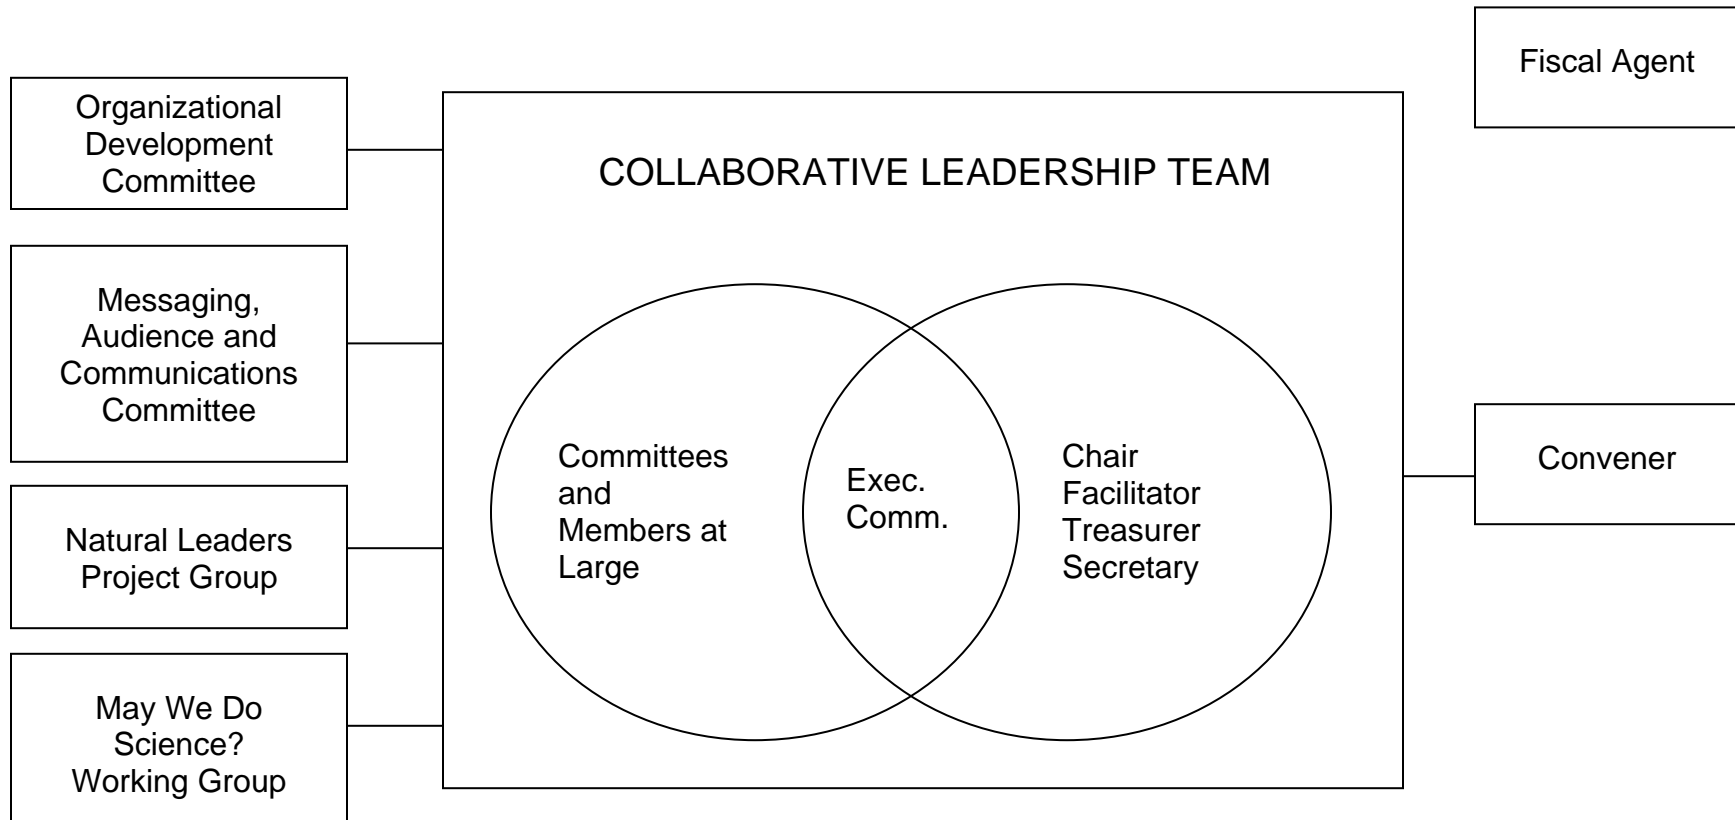 Organizational
Development
Committee
Messaging,
Audience and
Communications
Committee
Natural Leaders
Project Group
May We Do
Science?
Working Group
COLLABORATIVE LEADERSHIP TEAM
Committees
and
Members at
Large
Exec.
Comm.
Chair
Facilitator
Treasurer
Secretary
Fiscal Agent
Convener